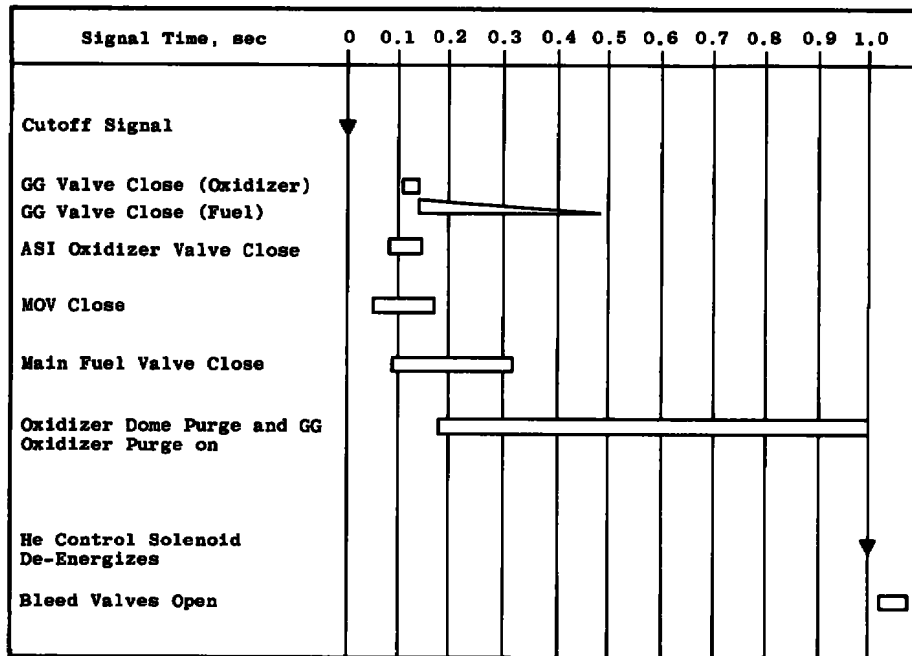 Signal Time, sec 0 0.1 0.2 0.3 0.4 0.5 0.6 0.7 0.8 0.9 1.0
Cutoff Signal
GG Valve Close (Oxidizer)
GG Valve Close (Fuel)
ASI Oxidizer Valve Close
MOV Close
Main Fuel Valve Close
Oxidizer Dome Purge and GG
Oxidizer Purge on
He Control Solenoid
De-Energizes
Bleed Valves Open